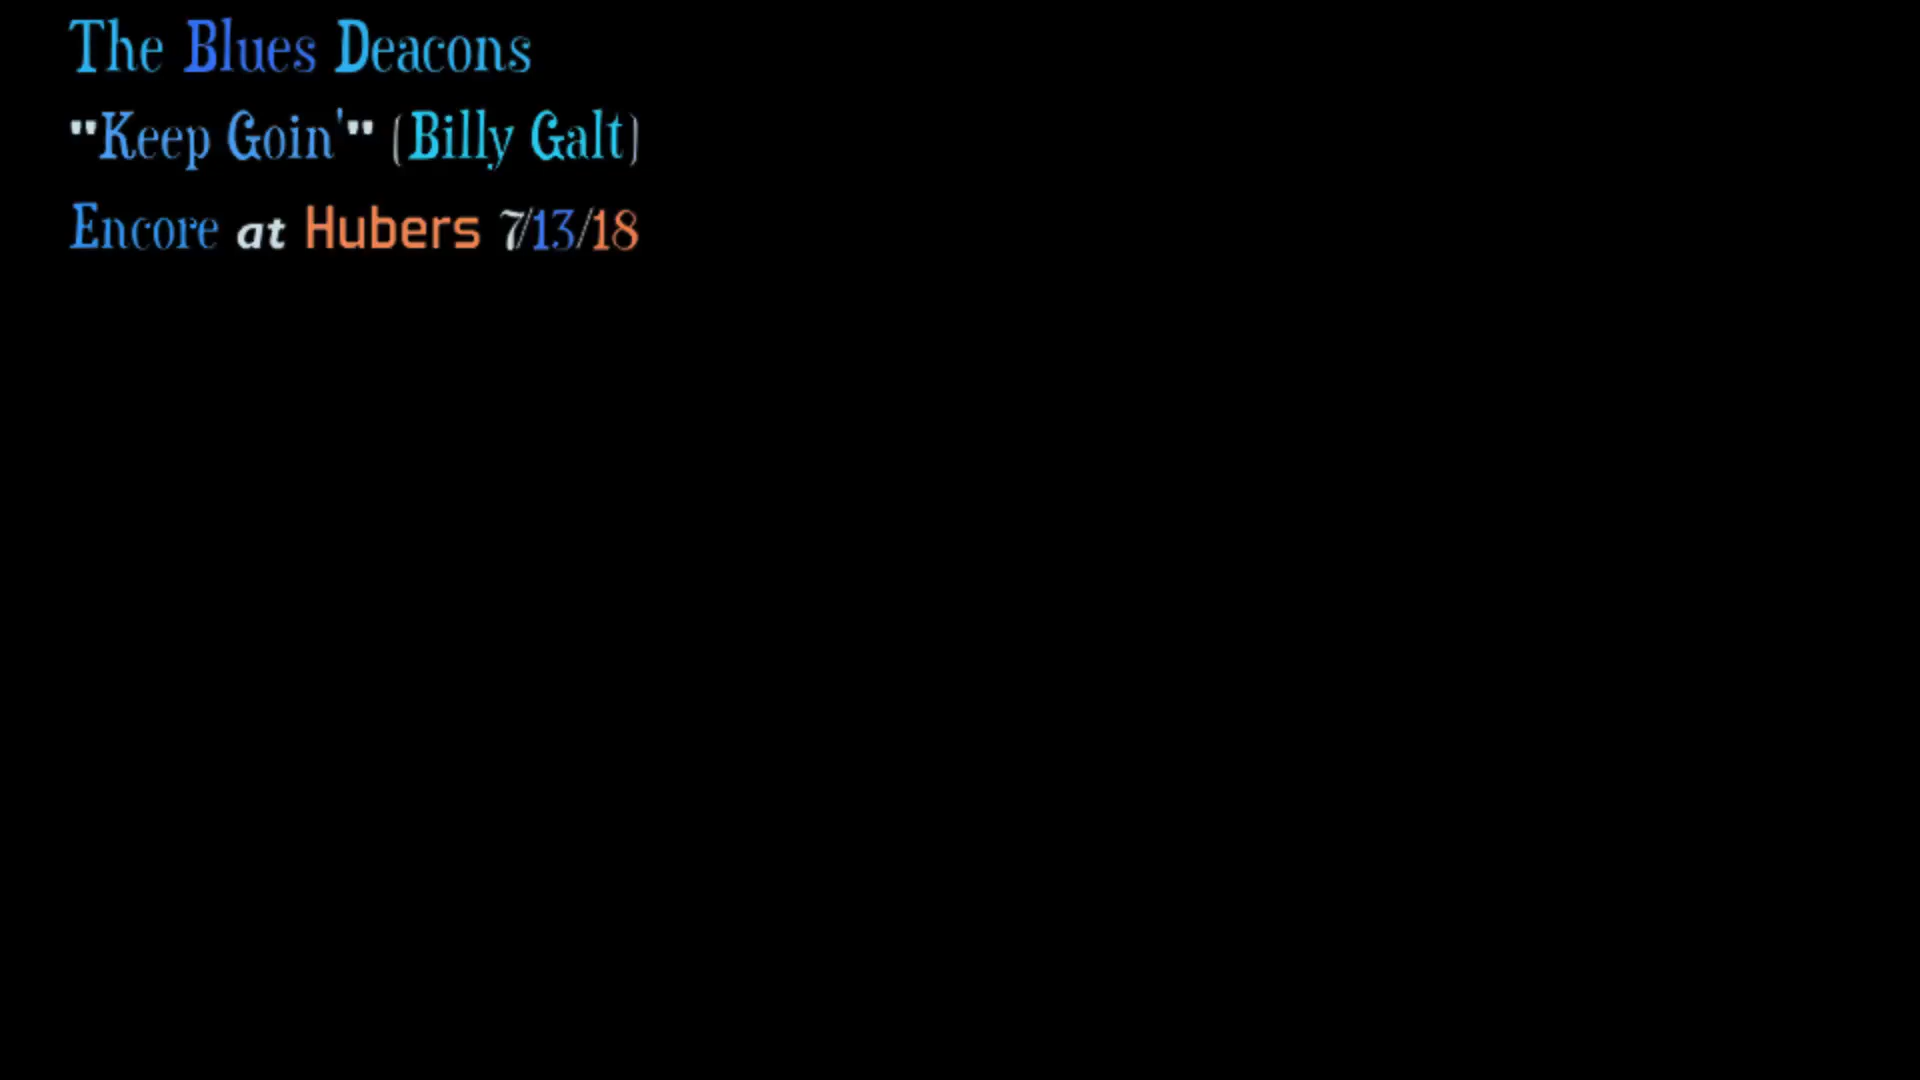 The Blues Deacons
"Keep Goin'" (Billy Galt)
Encore at Hubers 7/13/18